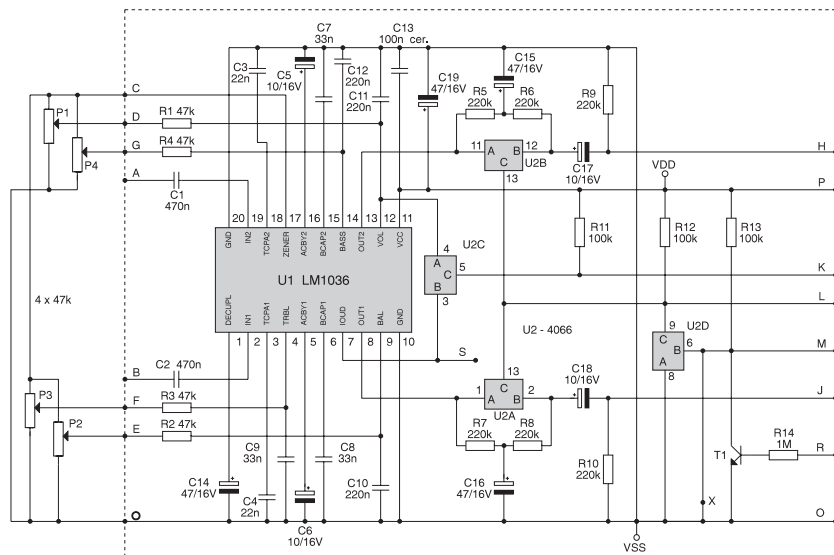 C7
33n
C13
100n cer.
C3
22n
C5
10/16V
C12
220n
C11
220n
C19
47/16V
C15
47/16V
R5
220k
R6
220k
R9
220k
C
P1
D
R1 47k
G
R4 47k
P4
A
C1
470n
11
A
B
C
12
U2B
13
C17
10/16V
H
VDD
P
20 19 18 17 16 15 14 13 12 11
GND
IN2
TCPA2
ZENER
ACBY2
BCAP2
BASS
OUT2
VOL
VCC
U1 LM1036
DECUPL
IN1
TCPA1
TRBL
ACBY1
BCAP1
lOUD
OUT1
BAL
GND
1 2 3 4 5 6 7 8 9 10
U2C
4
A
C
B
5
3
R11
100k
R12
100k
R13
100k
K
L
4 x 47k
U2 - 4066
S
9
C
A
B
U2D
6
8
M
B
C2 470n
F
R3 47k
P3
E
R2 47k
P2
13
C
A
B
1
2
U2A
C18
10/16V
J
R7
220k
R8
220k
C14
47/16V
C9
33n
C8
33n
C4
22n
C6
10/16V
C10
220n
C16
47/16V
R10
220k
T1
R14
1M
R
X
O
O
VSS